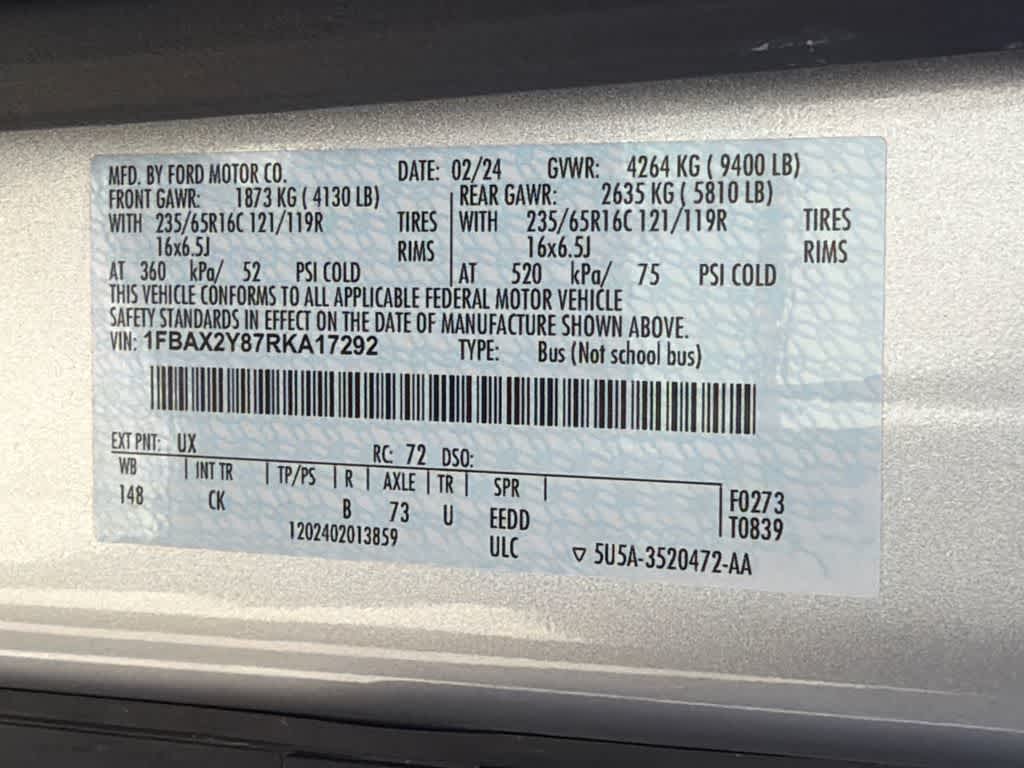 MFD. BY FORD MOTOR CO. DATE: 02/24 GVWR: 4264 KG ( 9400 LB)
FRONT GAWR: 1873 KG ( 4130 LB) REAR GAWR: 2635 KG ( 5810 LB)
WITH 235/65R16C 121/119R TIRES WITH 235/65R16C 121/119R TIRES
16x6.5J RIMS 16x6.5J RIMS
AT 360 kPa/ 52 PSI COLD AT 520 kPa/ 75 PSI COLD
THIS VEHICLE CONFORMS TO ALL APPLICABLE FEDERAL MOTOR VEHICLE
SAFETY STANDARDS IN EFFECT ON THE DATE OF MANUFACTURE SHOWN ABOVE.
VIN: 1FBAX2Y87RKA17292 TYPE: Bus (Not school bus)
EXT PNT: UX RC: 72 DSO:
WB INT TR TP/PS R AXLE TR SPR
148 CK B 73 U EEDD F0273
1202402013859 ULC T0839
▽ 5U5A-3520472-AA